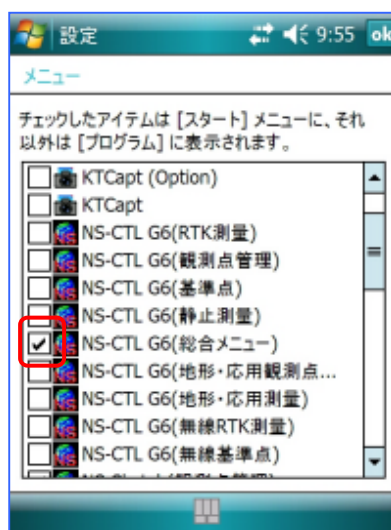 設定 9:55 ok
メニュー
チェックしたアイテムは [スタート] メニューに、それ
以外は [プログラム] に表示されます。
KTCapt (Option)
KTCapt
NS-CTL G6(RTK測量)
NS-CTL G6(観測点管理)
NS-CTL G6(基準点)
NS-CTL G6(静止測量)
NS-CTL G6(総合メニュー)
NS-CTL G6(地形・応用観測点...
NS-CTL G6(地形・応用測量)
NS-CTL G6(無線RTK測量)
NS-CTL G6(無線基準点)